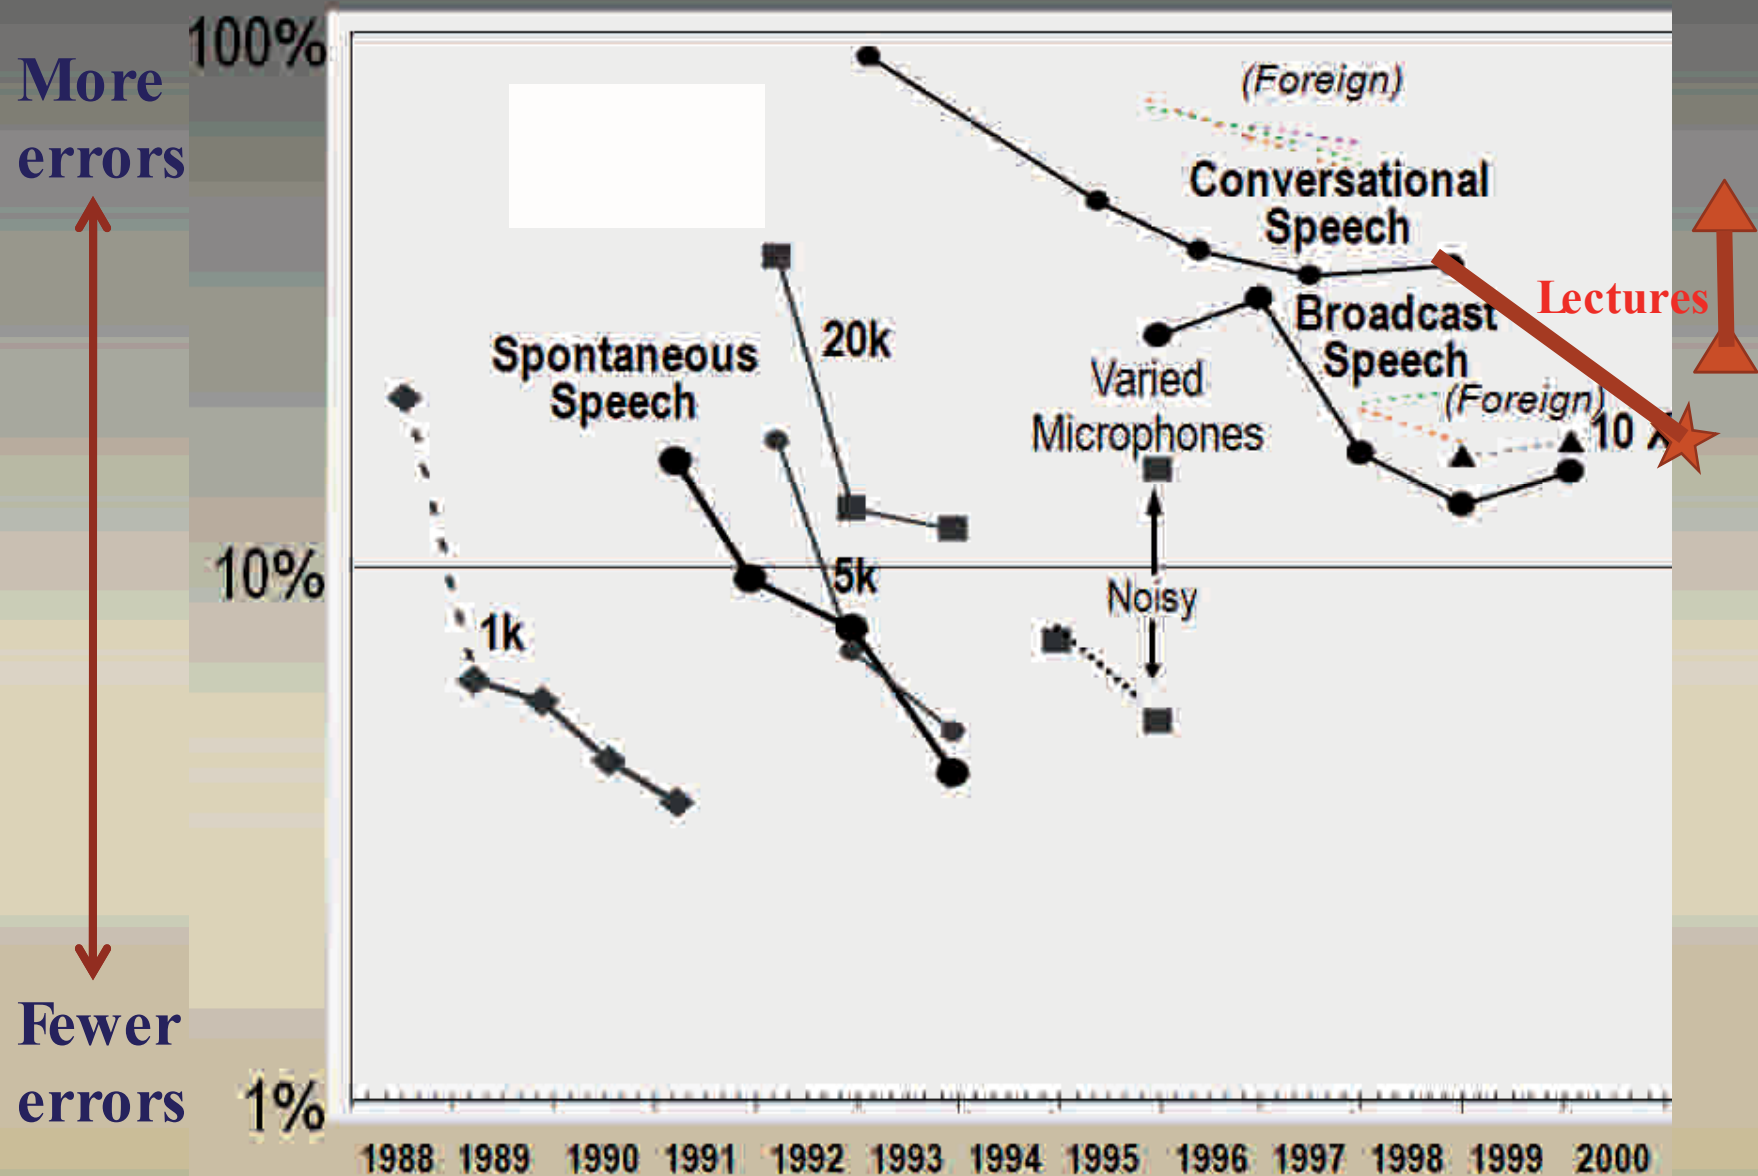 More
errors
Fewer
errors
100%
10%
1%
(Foreign)
Conversational
Speech
Lectures
Broadcast
Speech
20k
Spontaneous
Speech
Varied
Microphones
(Foreign)
10 X
5k
Noisy
1k
1988 1989 1990 1991 1992 1993 1994 1995 1996 1997 1998 1999 2000